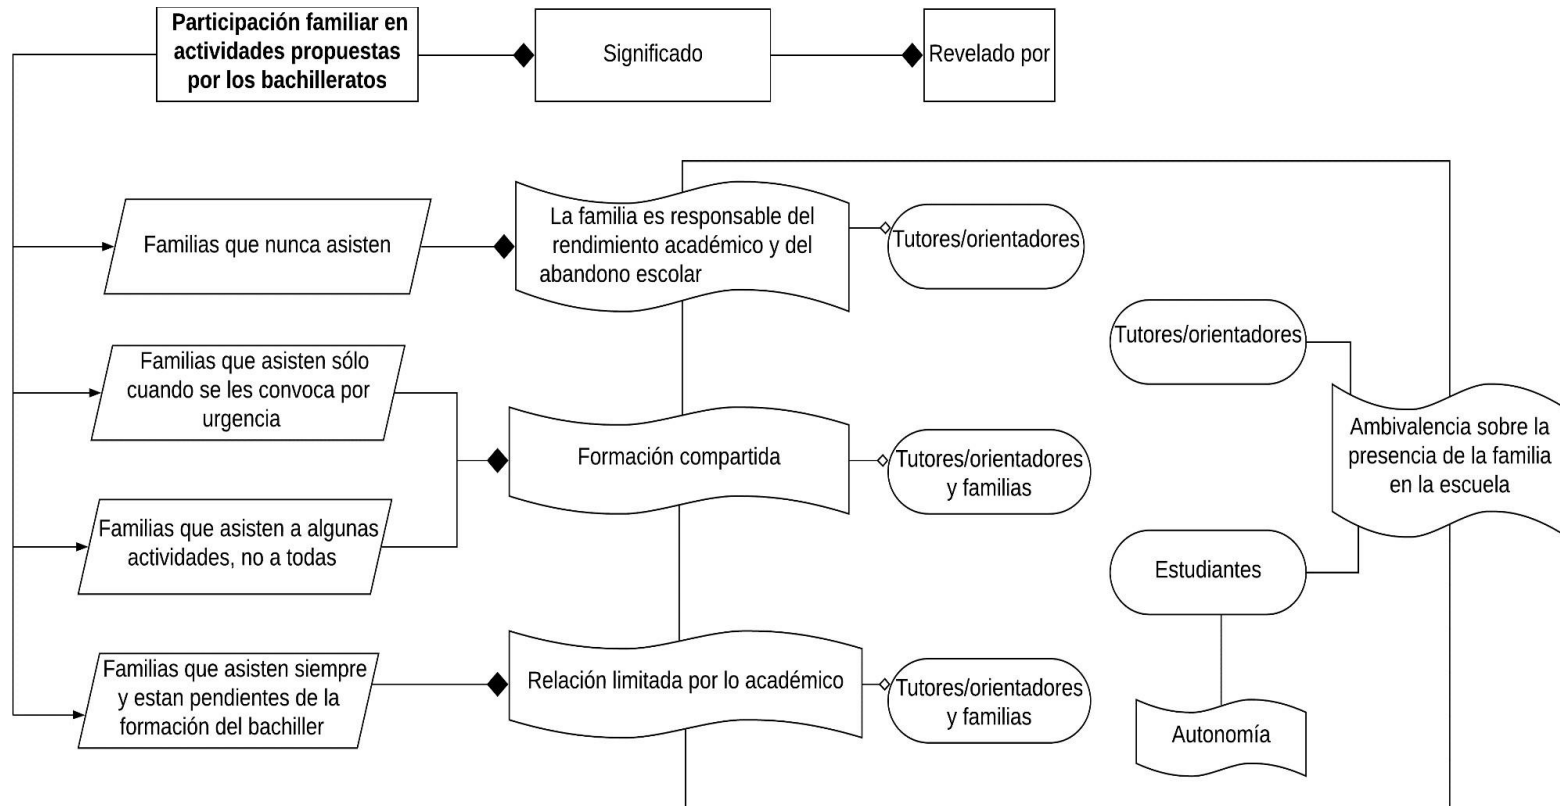 Participación familiar en
actividades propuestas
por los bachilleratos
Significado
Revelado por
Familias que nunca asisten
La familia es responsable del
rendimiento académico y del
abandono escolar
Tutores/orientadores
Familias que asisten sólo
cuando se les convoca por
urgencia
Familias que asisten a algunas
actividades, no a todas
Formación compartida
Tutores/orientadores
y familias
Familias que asisten siempre
y estan pendientes de la
formación del bachiller
Relación limitada por lo académico
Tutores/orientadores
y familias
Tutores/orientadores
Ambivalencia sobre la
presencia de la familia
en la escuela
Estudiantes
Autonomía